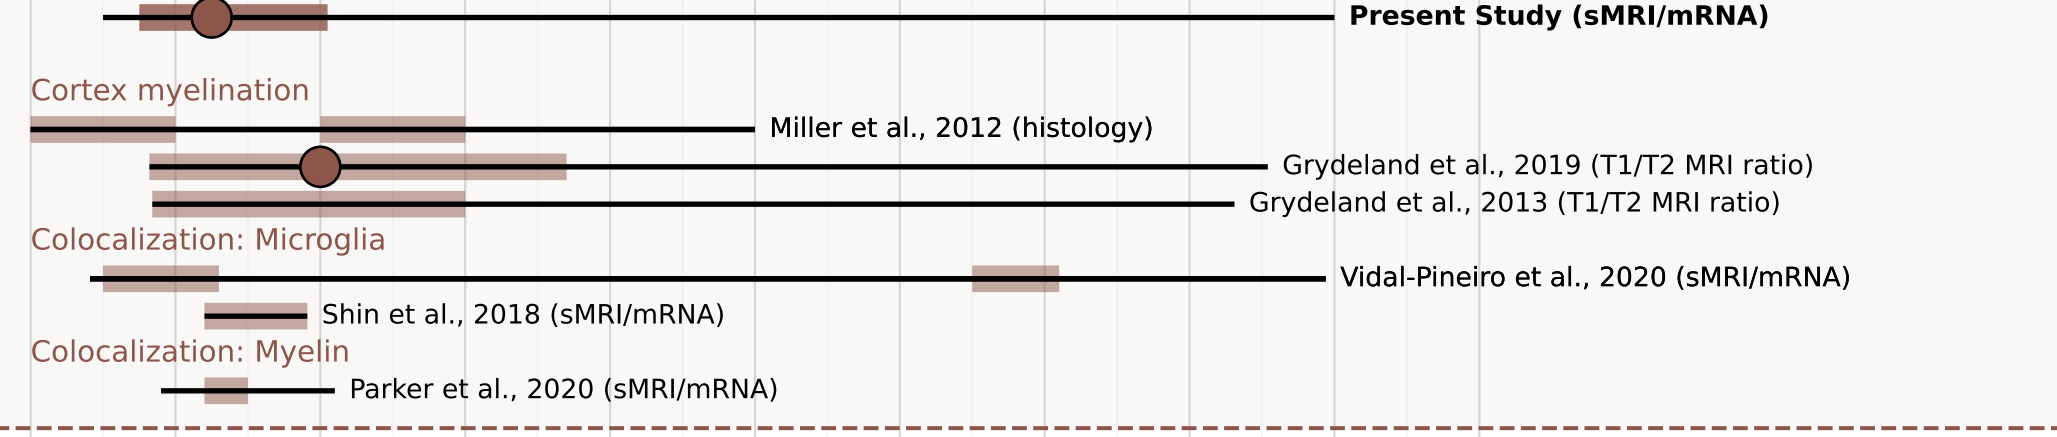 Present Study (sMRI/mRNA)
Cortex myelination
Miller et al., 2012 (histology)
Grydeland et al., 2019 (T1/T2 MRI ratio)
Grydeland et al., 2013 (T1/T2 MRI ratio)
Colocalization: Microglia
Vidal-Pineiro et al., 2020 (sMRI/mRNA)
Shin et al., 2018 (sMRI/mRNA)
Colocalization: Myelin
Parker et al., 2020 (sMRI/mRNA)